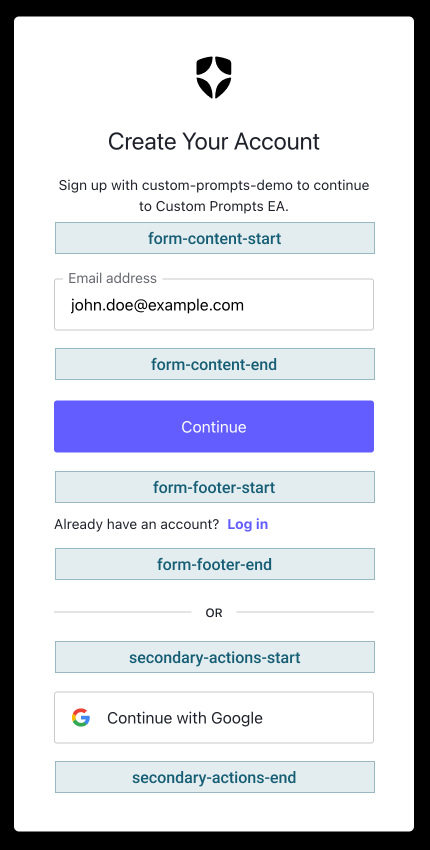 Create Your Account
Sign up with custom-prompts-demo to continue
to Custom Prompts EA.
form-content-start
Email address
john.doe@example.com
form-content-end
Continue
form-footer-start
Already have an account? Log in
form-footer-end
OR
secondary-actions-start
Continue with Google
secondary-actions-end